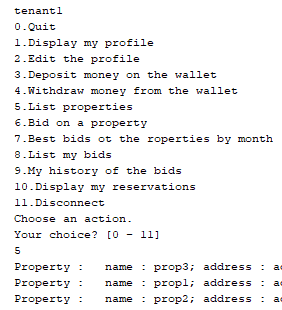 tenant1
0.Quit
1.Display my profile
2.Edit the profile
3.Deposit money on the wallet
4.Withdraw money from the wallet
5.List properties
6.Bid on a property
7.Best bids ot the roperties by month
8.List my bids
9.My history of the bids
10.Display my reservations
11.Disconnect
Choose an action.
Your choice? [0 - 11]
5
Property :   name : prop3; address :
Property :   name : prop1; address :
Property :   name : prop2; address :